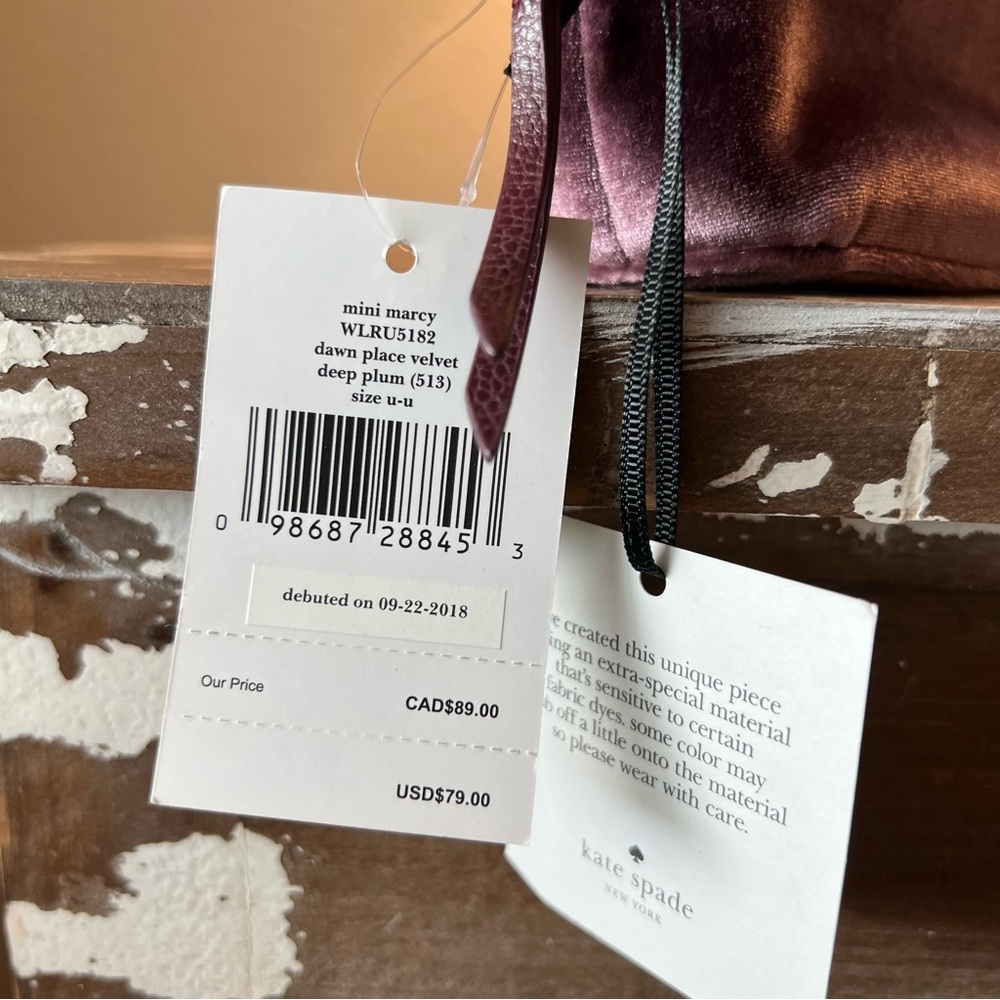 mini marcy
WLRU5182
dawn place velvet
deep plum (513)
size u-u
0 98687 28845 3
debuted on 09-22-2018
Our Price
CAD$89.00
USD$79.00
created this unique piece
an extra-special material
that's sensitive to certain
fabric dyes. some color may
off a little onto the material
so please wear with care.
kate spade
NEW YORK